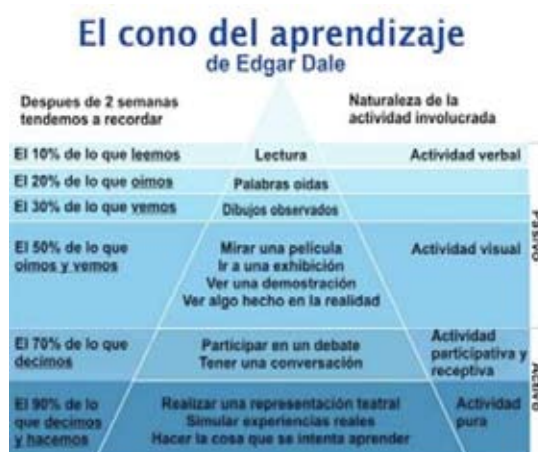 El cono del aprendizaje
de Edgar Dale
Despues de 2 semanas
tendemos a recordar
Naturaleza de la
actividad involucrada
El 10% de lo que leemos
Lectura
Actividad verbal
El 20% de lo que oimos
Palabras oidas
El 30% de lo que vemos
Dibujos observados
El 50% de lo que
oimos y vemos
Mirar una película
Ir a una exhibición
Ver una demostración
Ver algo hecho en la realidad
Actividad visual
Pasivo
El 70% de lo que
decimos
Participar en un debate
Tener una conversación
Actividad
participativa y
receptiva
El 90% de lo
que decimos
y hacemos
Realizar una representación teatral
Simular experiencias reales
Hacer la cosa que se intenta aprender
Actividad
pura